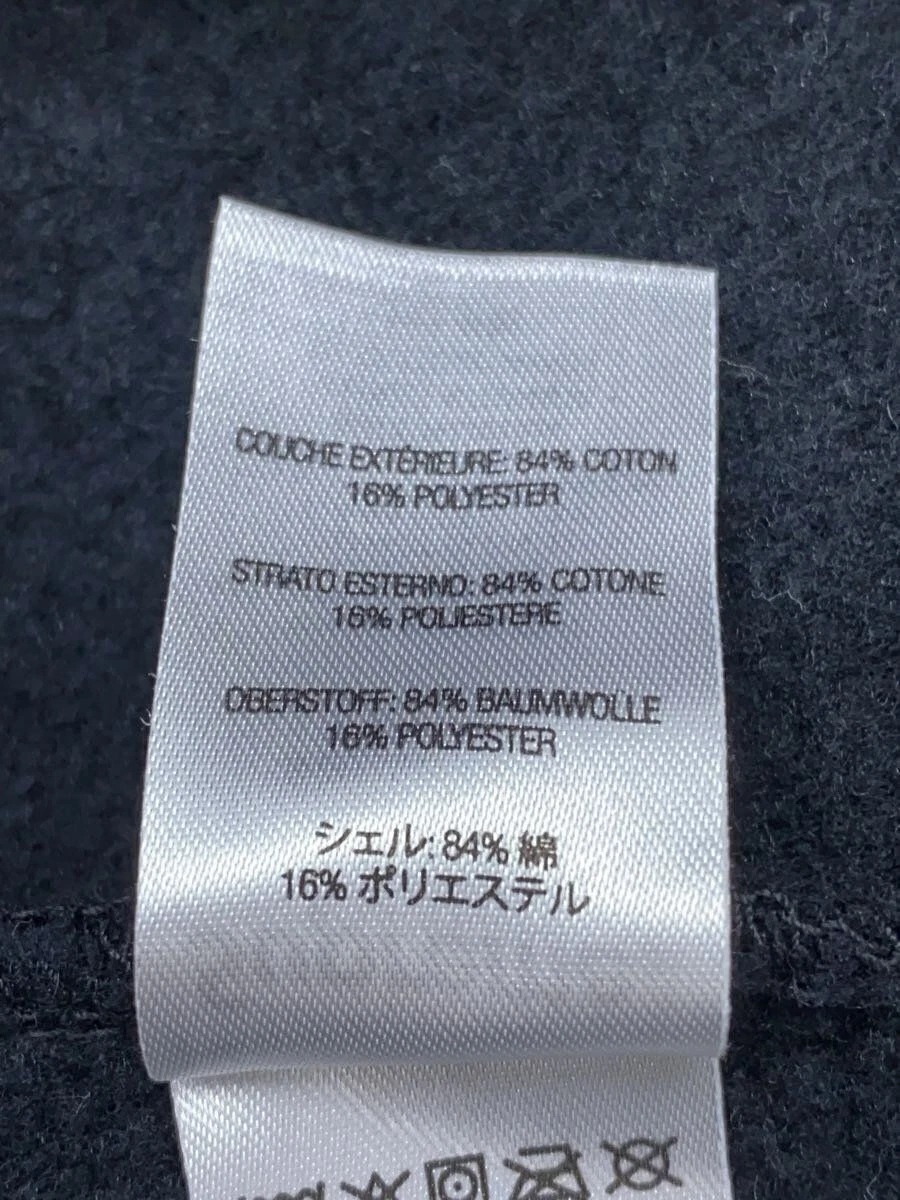 COUCHE EXTÉRIEURE: 84% COTON
16% POLYESTER
STRATO ESTERNO: 84% COTONE
16% POLIESTERE
OBERSTOFF: 84% BAUMWOLLE
16% POLYESTER
シェル: 84% 綿
16% ポリエステル